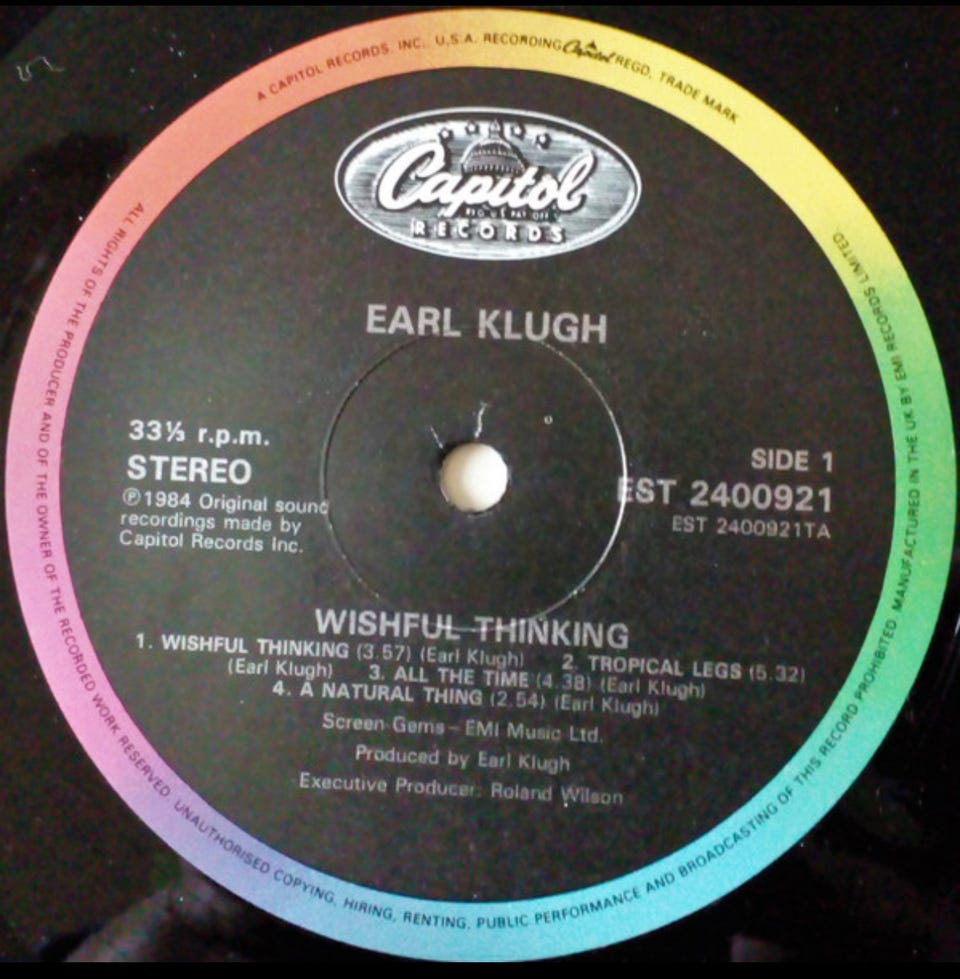 A CAPITOL RECORDS, INC., U.S.A. RECORDING Capitol REGD, TRADE MARK
Capitol
RECORDS
EARL KLUGH
33⅓ r.p.m.
STEREO
℗1984 Original sound
recordings made by
Capitol Records Inc.
SIDE 1
EST 2400921
EST 2400921TA
WISHFUL THINKING
1. WISHFUL THINKING (3.57) (Earl Klugh) 2. TROPICAL LEGS (5.32)
(Earl Klugh) 3. ALL THE TIME (4.38) (Earl Klugh)
4. A NATURAL THING (2.54) (Earl Klugh)
Screen Gems – EMI Music Ltd.
Produced by Earl Klugh
Executive Producer: Roland Wilson
ALL RIGHTS OF THE PRODUCER AND OF THE OWNER OF THE RECORDED WORK RESERVED. UNAUTHORISED COPYING, HIRING, RENTING, PUBLIC PERFORMANCE AND BROADCASTING OF THIS RECORD PROHIBITED MANUFACTURED IN THE UK BY EMI RECORDS LIMITED.